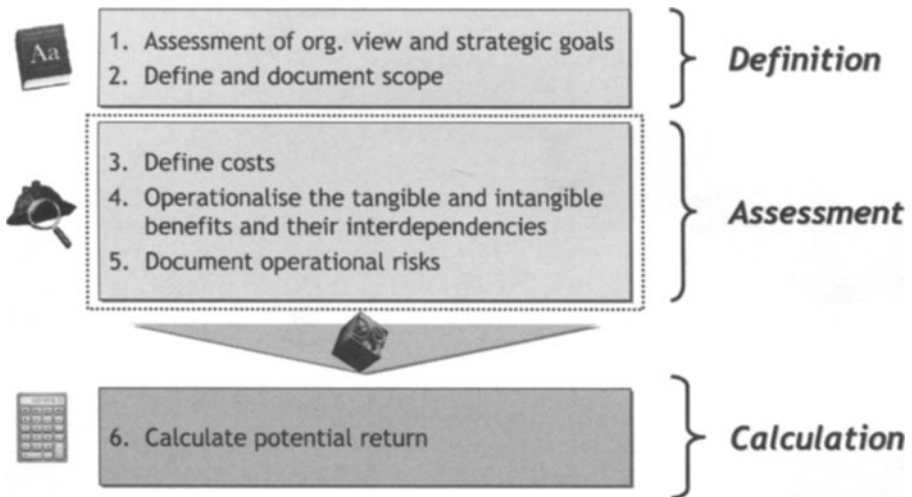 Aa
1. Assessment of org. view and strategic goals
2. Define and document scope
Definition
3. Define costs
4. Operationalise the tangible and intangible
benefits and their interdependencies
5. Document operational risks
Assessment
6. Calculate potential return
Calculation